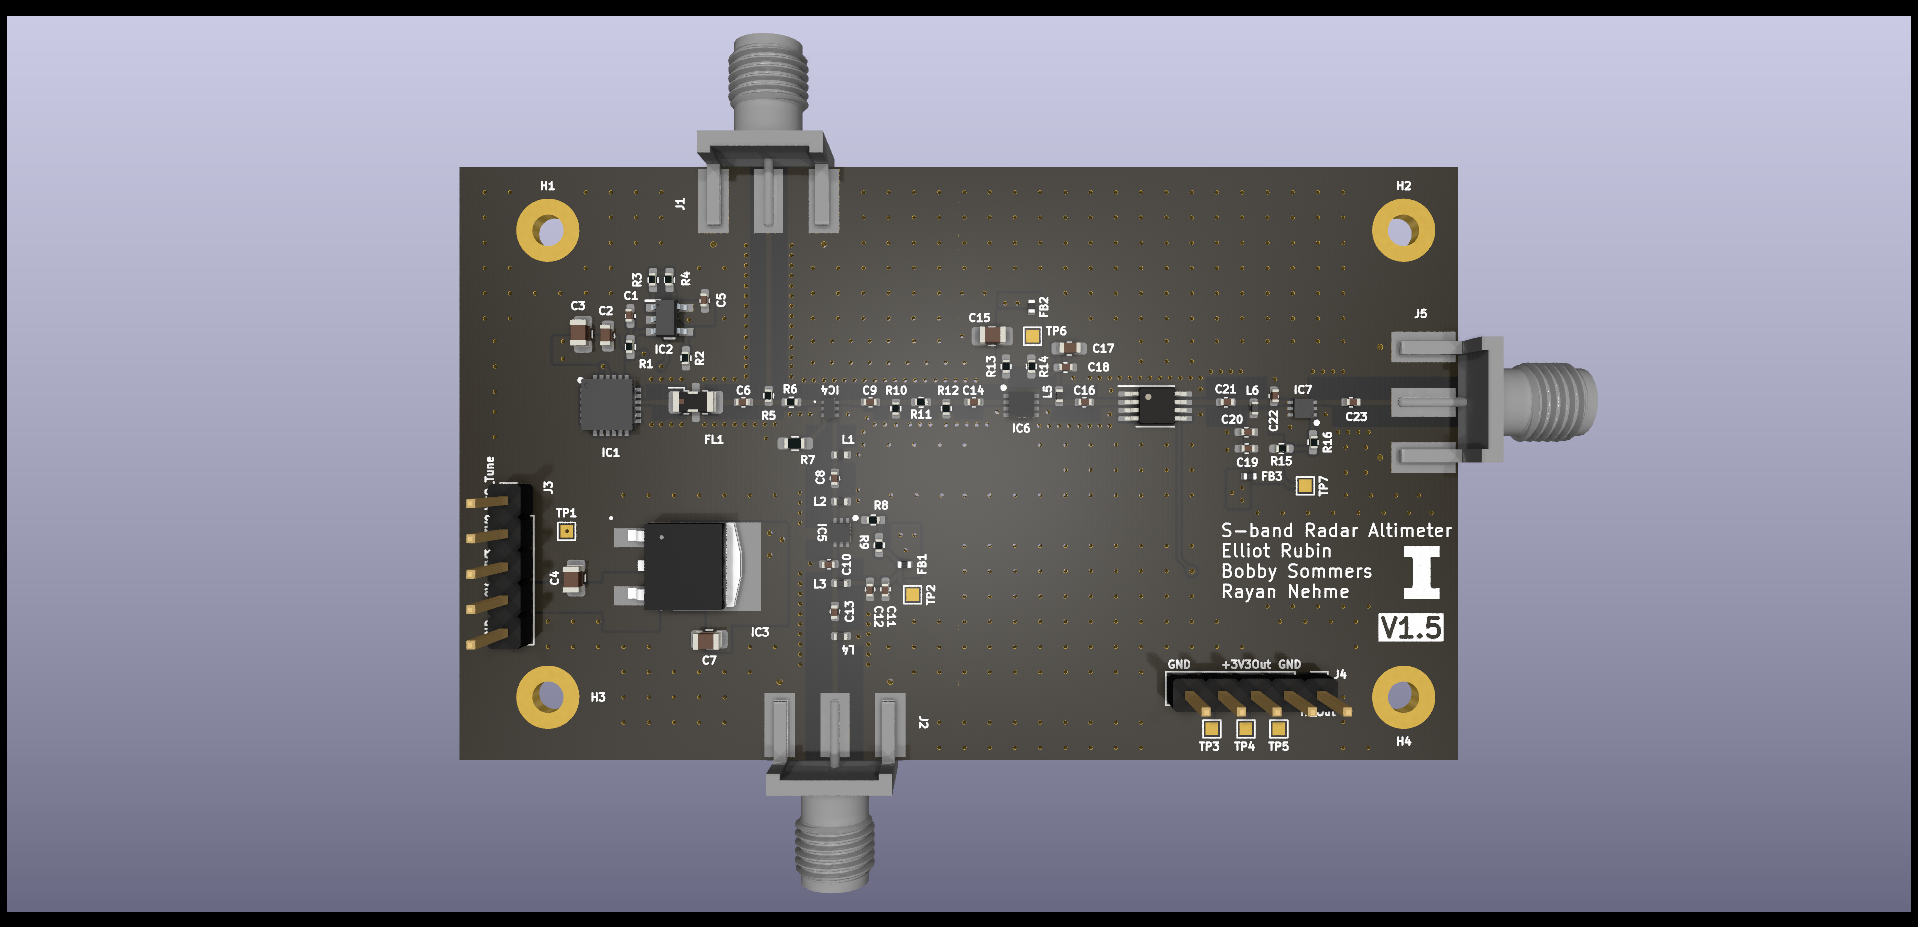 H1
H2
J1
R3
R4
C1
C5
C3
C2
IC2
R1
R2
FB2
C15
TP6
J5
C17
R13
R14
C18
C6
R6
IC4
C9
R10
R12
C14
L5
C16
C21
L6
IC7
R5
R11
C20
C22
C23
IC6
FL1
L1
R7
IC1
R16
C19
R15
C8
FB3
TP7
Tune
J3
L2
R8
TP1
IC5
R9
S-band Radar Altimeter
Elliot Rubin
Bobby Sommers
Rayan Nehme
I
C10
FB1
C4
L3
TP2
C13
C12
C11
IC3
V1.5
L4
C7
GND
+3V3Out
GND
J4
H3
J2
TP3
TP4
TP5
H4